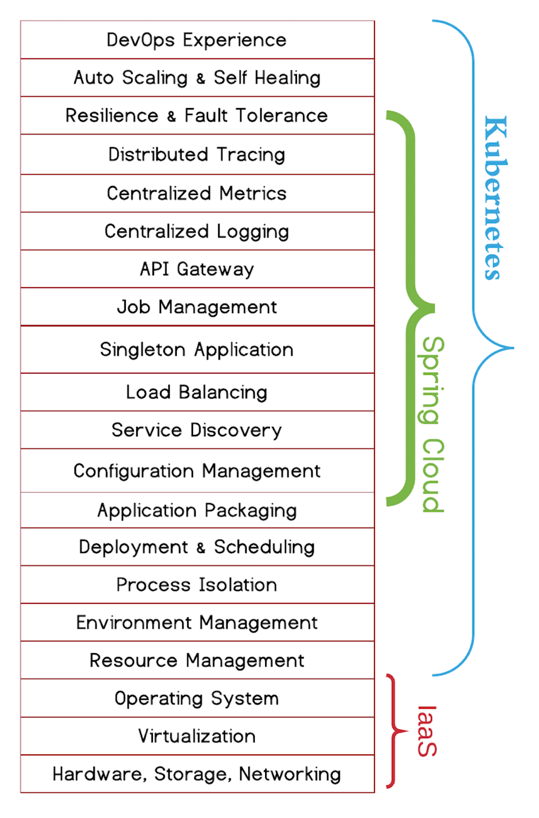 DevOps Experience
Auto Scaling & Self Healing
Resilience & Fault Tolerance
Distributed Tracing
Centralized Metrics
Centralized Logging
API Gateway
Job Management
Singleton Application
Load Balancing
Service Discovery
Configuration Management
Application Packaging
Deployment & Scheduling
Process Isolation
Environment Management
Resource Management
Operating System
Virtualization
Hardware, Storage, Networking
Kubernetes
Spring Cloud
IaaS